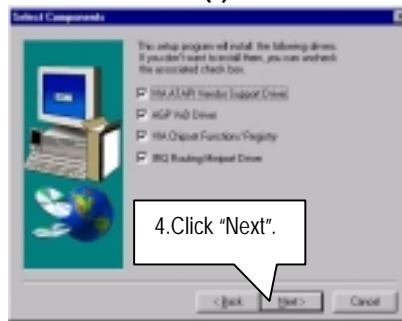 Select Components
The setup program will install the following drivers.
If you don't want to install them, you can uncheck
the associated check box.
VIA ATAPI Vendor Support Driver
AGP VxD Driver
VIA Chipset Function's Registry
IRQ Routing Miniport Driver
4.Click “Next”.
< Back
Next >
Cancel